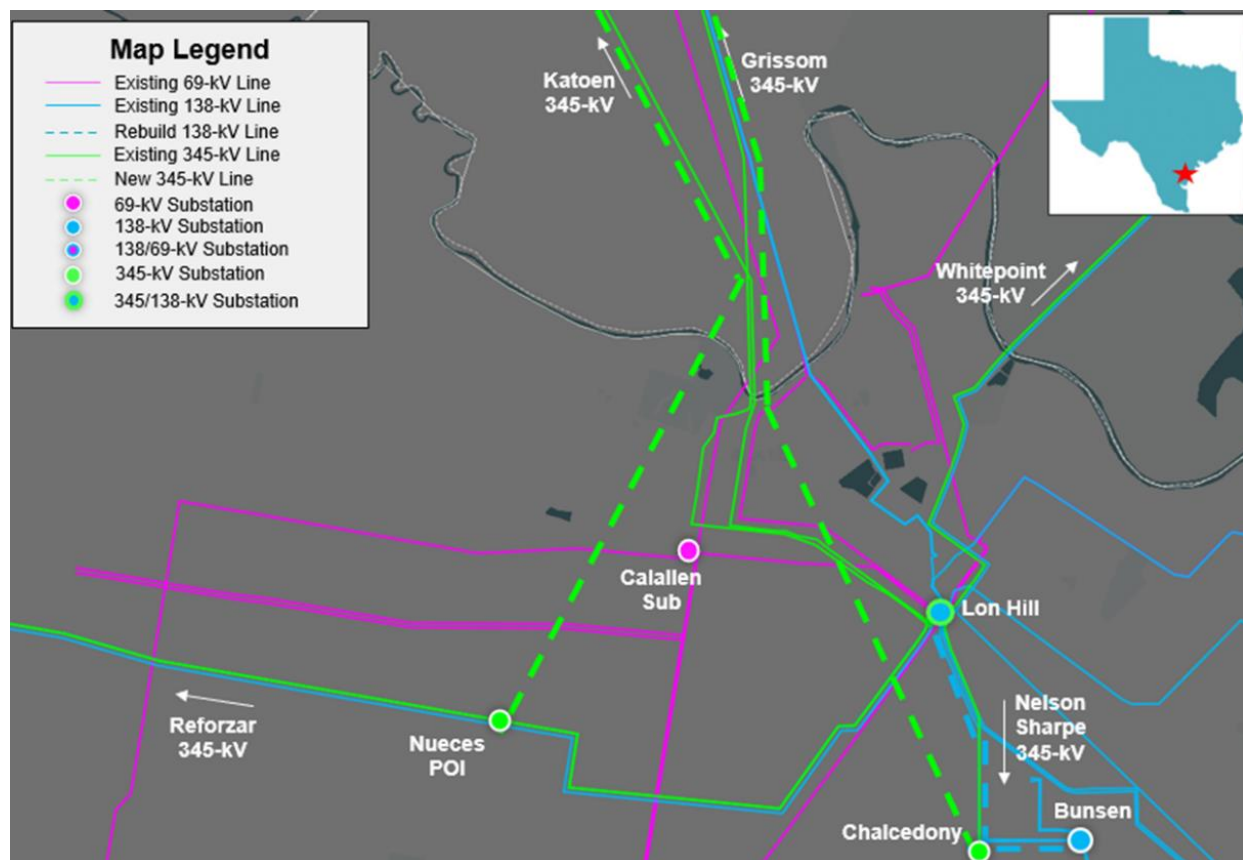 Map Legend
Existing 69-kV Line
Existing 138-kV Line
Rebuild 138-kV Line
Existing 345-kV Line
New 345-kV Line
69-kV Substation
138-kV Substation
138/69-kV Substation
345-kV Substation
345/138-kV Substation
Katoen
345-kV
Grissom
345-kV
Whitepoint
345-kV
Calallen
Sub
Lon Hill
Reforzar
345-kV
Nueces
POI
Nelson
Sharpe
345-kV
Chalcedony
Bunsen